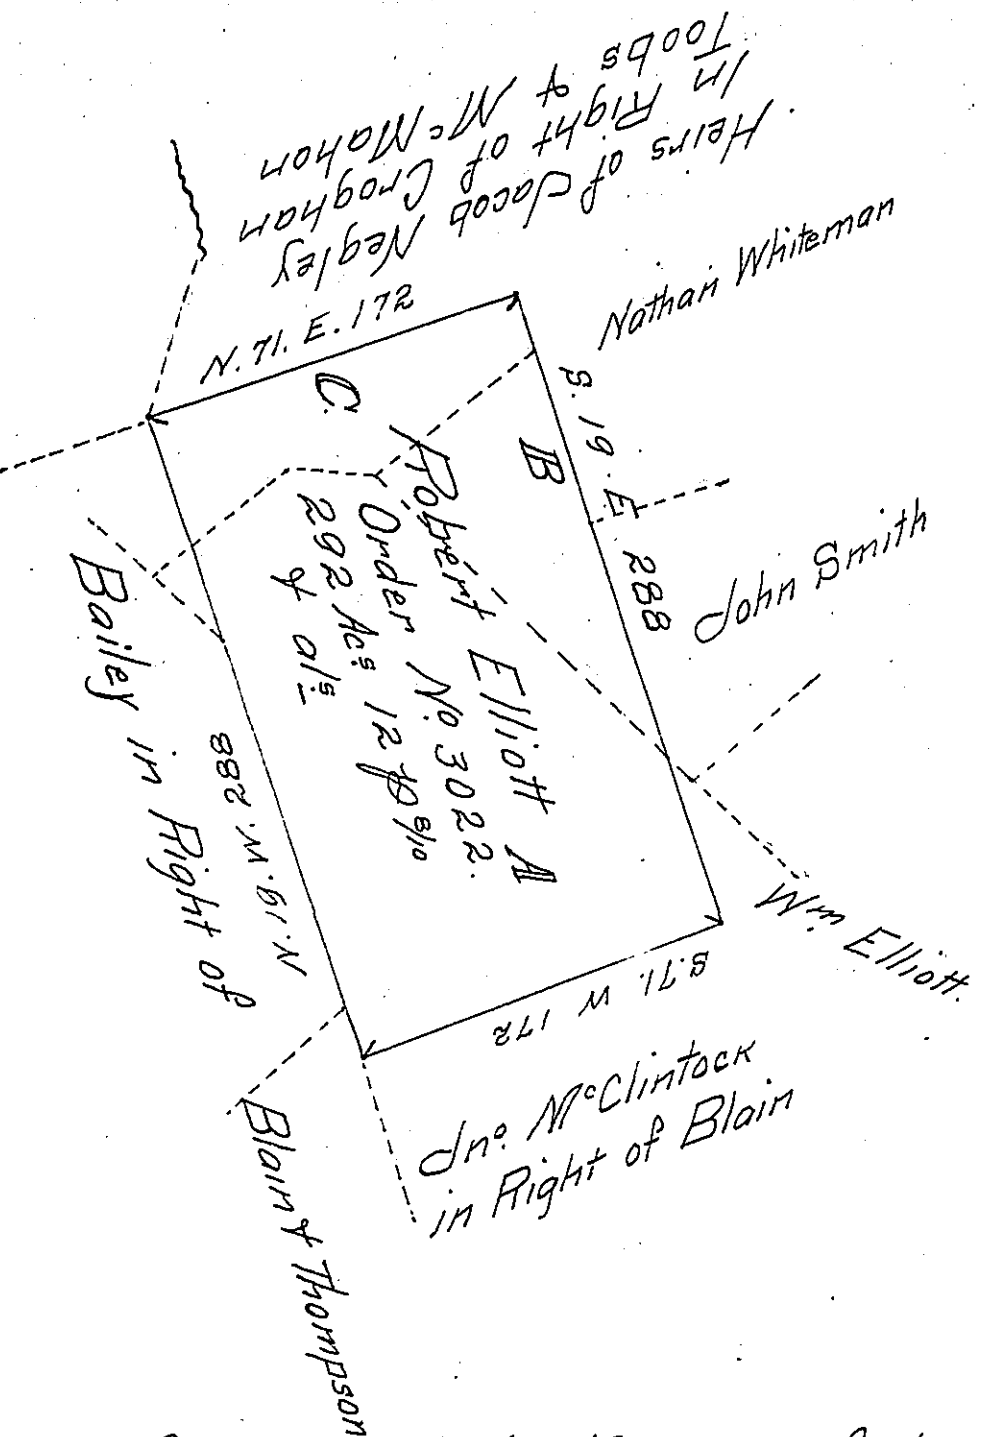 Heirs of Jacob Negley
In Right of Croghan
Toobs & McMahon
N. 71. E. 172
Nathan Whiteman
C.
B
S. 19. E 288
John Smith
Robert Elliott A
Order No 3022.
292 Acs 12 p 8/10
& als
Bailey in Right of
N. 19. W. 288
Wm Elliott.
S. 71. W 172
Jno. McClintock
in Right of Blain
Blain & Thompson